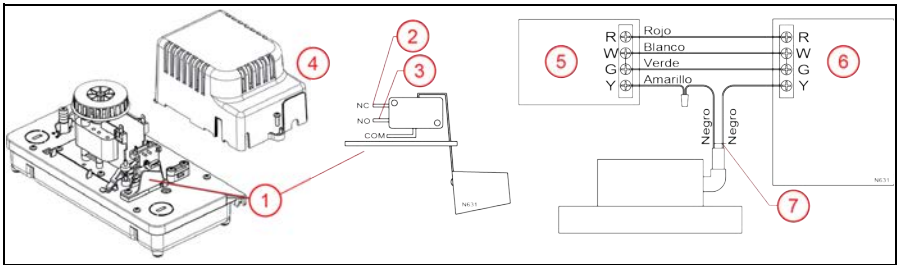 1
2
3
4
NC
NO
COM
N631
5
R
W
G
Y
Rojo
Blanco
Verde
Amarillo
R
W
G
Y
6
Negro
Negro
7
N631